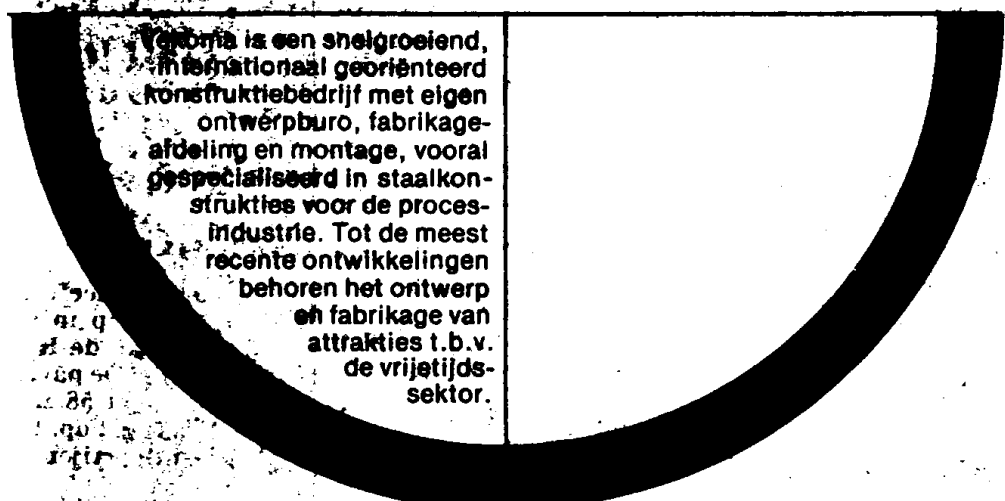 Vekoma is een snelgroeiend,
internationaal georiënteerd
konstruktiebedrijf met eigen
ontwerpburo, fabrikage-
afdeling en montage, vooral
gespecialiseerd in staalkon-
strukties voor de proces-
industrie. Tot de meest
recente ontwikkelingen
behoren het ontwerp
en fabrikage van
attrakties t.b.v.
de vrijetijds-
sektor.